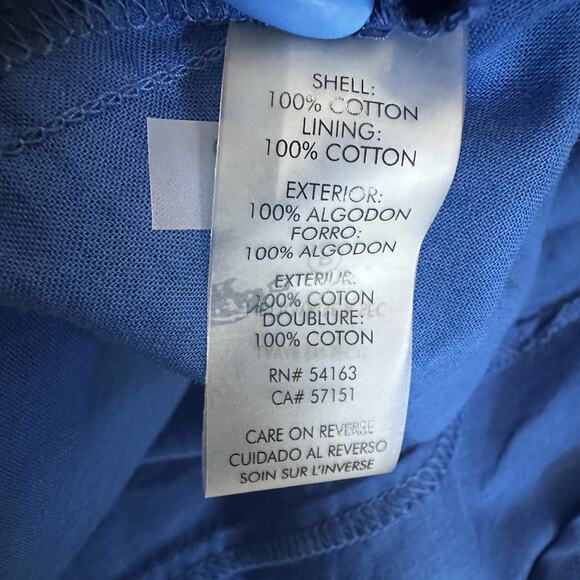 SHELL:
100% COTTON
LINING:
100% COTTON
EXTERIOR:
100% ALGODON
FORRO:
100% ALGODON
EXTERIUR:
100% COTON
DOUBLURE:
100% COTON
RN# 54163
CA# 57151
CARE ON REVERSE
CUIDADO AL REVERSO
SOIN SUR L'INVERSE